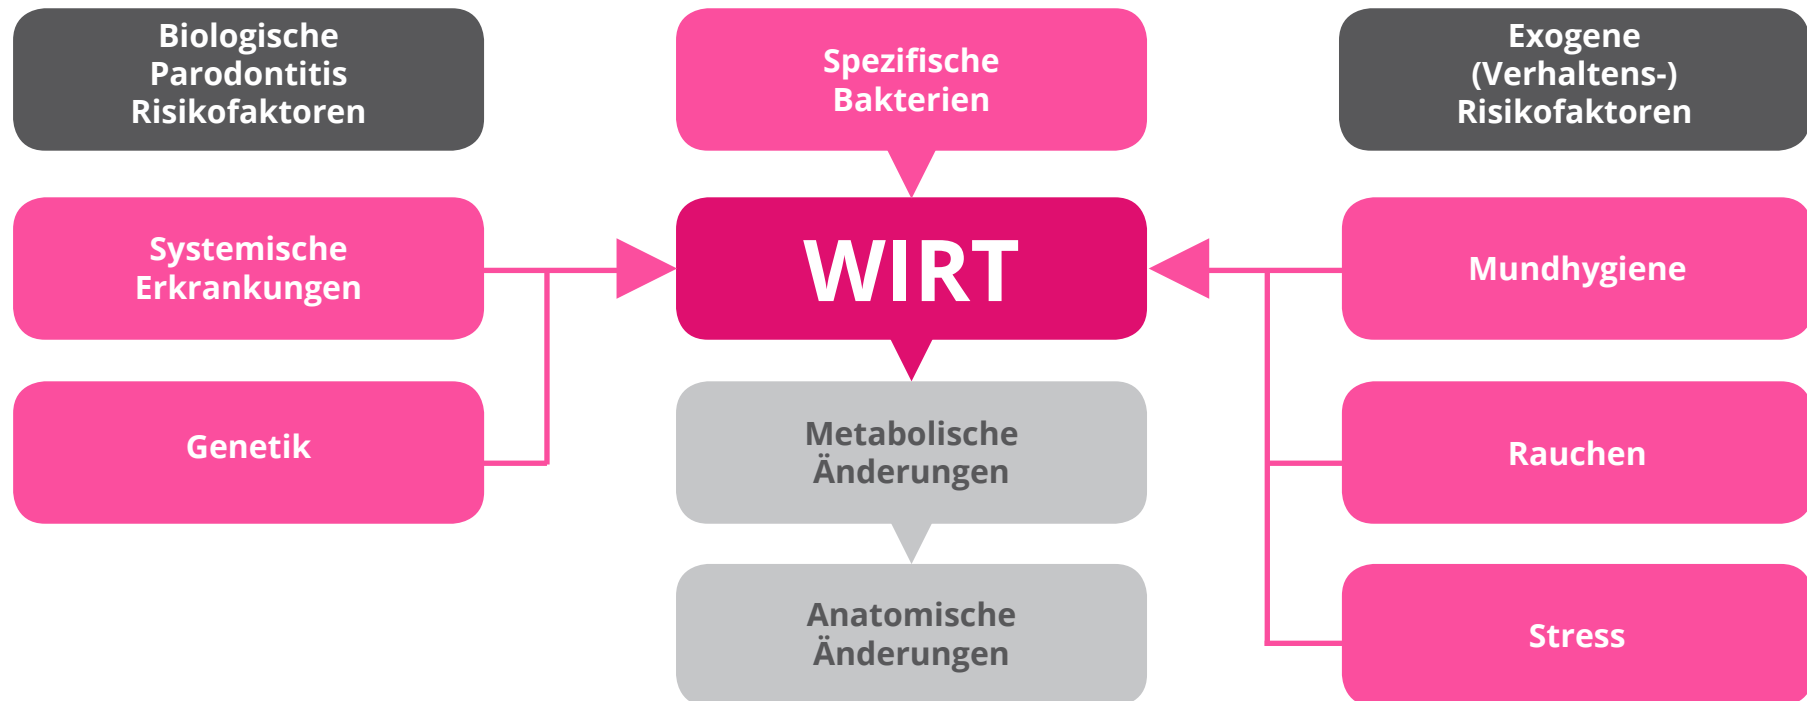 Biologische
Parodontitis
Risikofaktoren
Spezifische
Bakterien
Exogene
(Verhaltens-)
Risikofaktoren
Systemische
Erkrankungen
WIRT
Mundhygiene
Genetik
Metabolische
Änderungen
Rauchen
Anatomische
Änderungen
Stress